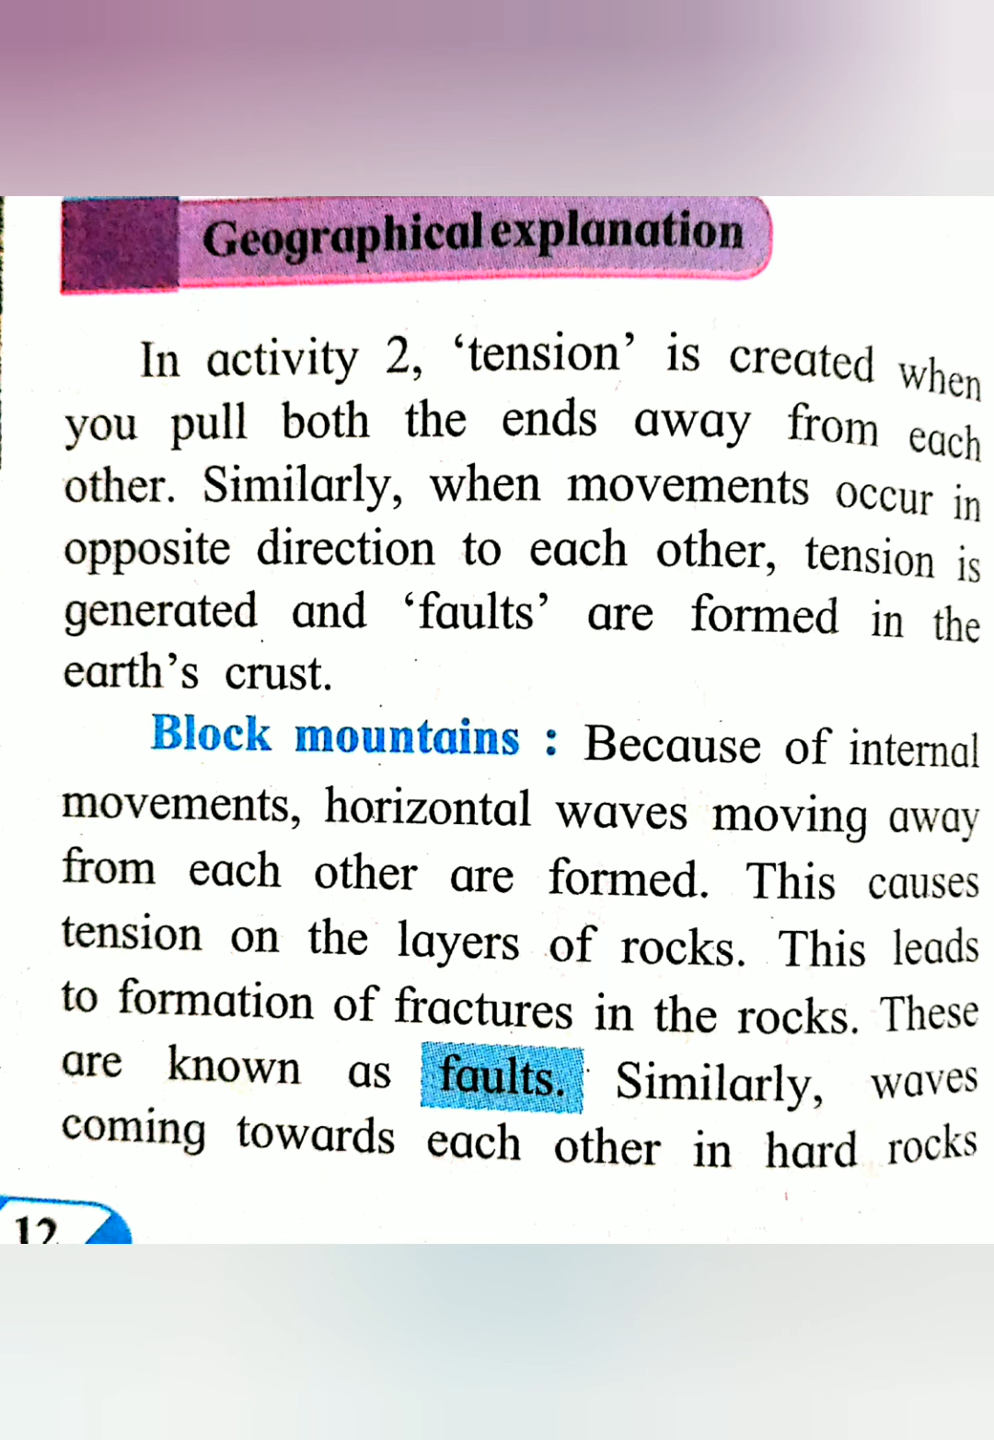 Geographical explanation
In activity 2, ‘tension’ is created when
you pull both the ends away from each
other. Similarly, when movements occur in
opposite direction to each other, tension is
generated and ‘faults’ are formed in the
earth’s crust.
Block mountains : Because of internal
movements, horizontal waves moving away
from each other are formed. This causes
tension on the layers of rocks. This leads
to formation of fractures in the rocks. These
are known as faults. Similarly, waves
coming towards each other in hard rocks
12